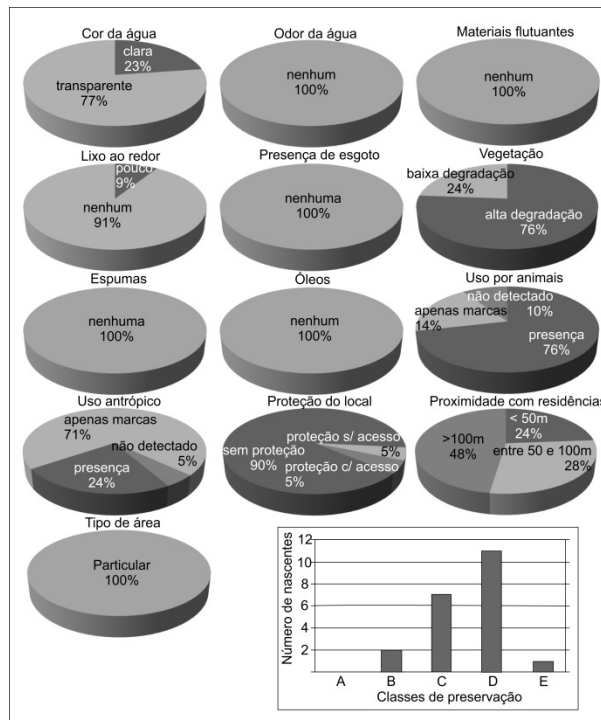 Cor da água
clara
23%
transparente
77%
Odor da água
nenhum
100%
Materiais flutuantes
nenhum
100%
Lixo ao redor
pouco
9%
nenhum
91%
Presença de esgoto
nenhuma
100%
Vegetação
baixa degradação
24%
alta degradação
76%
Espumas
nenhuma
100%
Óleos
nenhum
100%
Uso por animais
não detectado
10%
apenas marcas
14%
presença
76%
Uso antrópico
apenas marcas
71%
não detectado
5%
presença
24%
Proteção do local
proteção s/ acesso
5%
sem proteção
90%
proteção c/ acesso
5%
Proximidade com residências
< 50m
24%
>100m
48%
entre 50 e 100m
28%
Tipo de área
Particular
100%
Número de nascentes
12
10
8
6
4
2
A B C D E
Classes de preservação